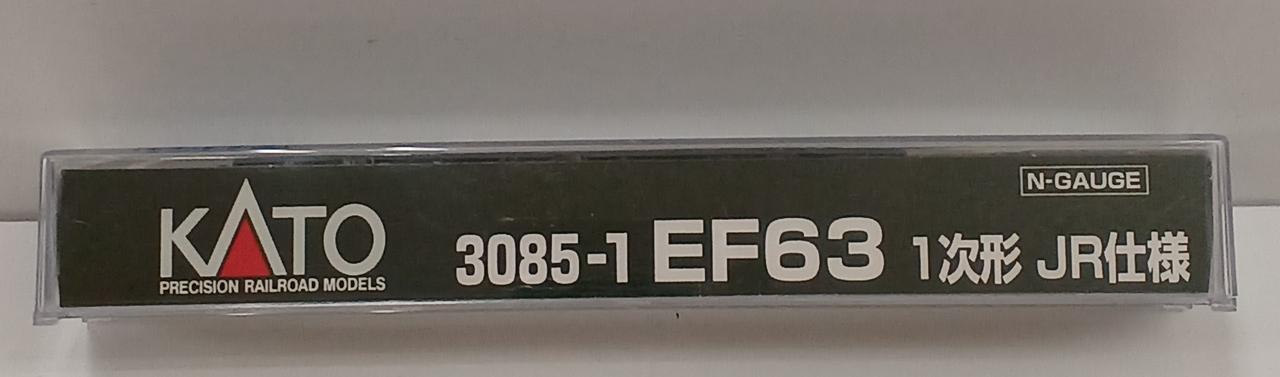 N-GAUGE
KATO
PRECISION RAILROAD MODELS
3085-1 EF63 1次形 JR仕様